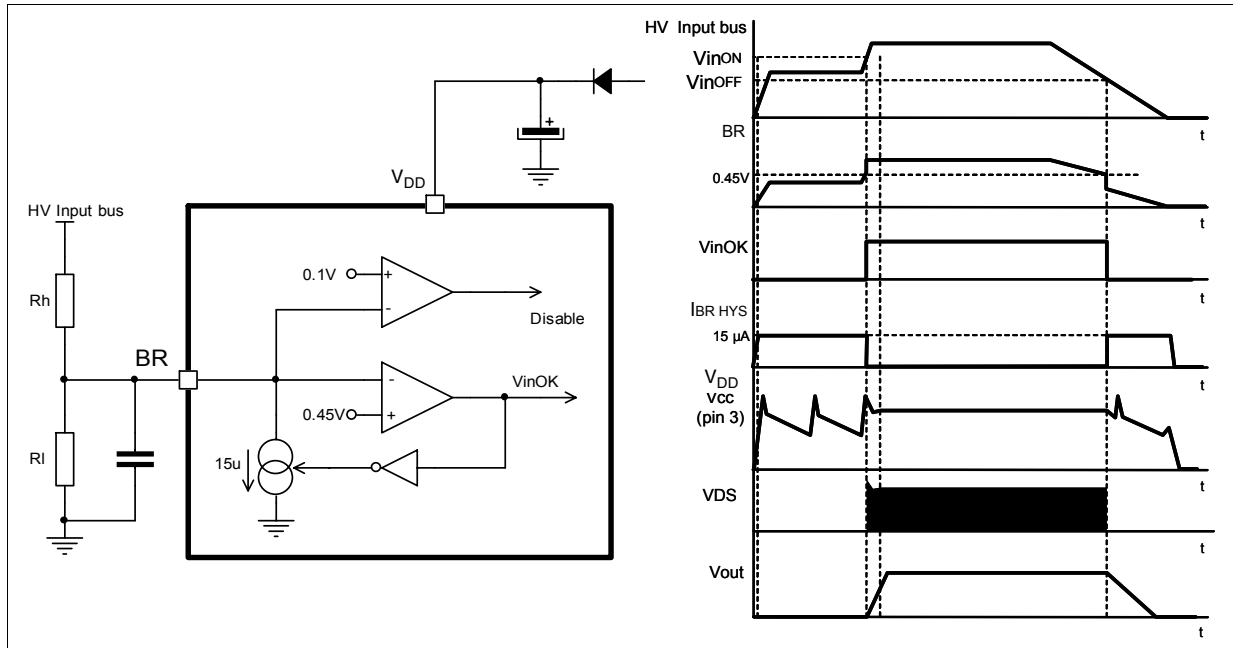 V_DD
HV Input bus
Rh
BR
Rl
0.1V
+
-
Disable
-
VinOK
0.45V
+
15u
+
HV Input bus
VinON
VinOFF
t
BR
0.45V
t
VinOK
t
IBR HYS
15 µA
t
VDD
vcc
(pin 3)
t
VDS
t
Vout
t